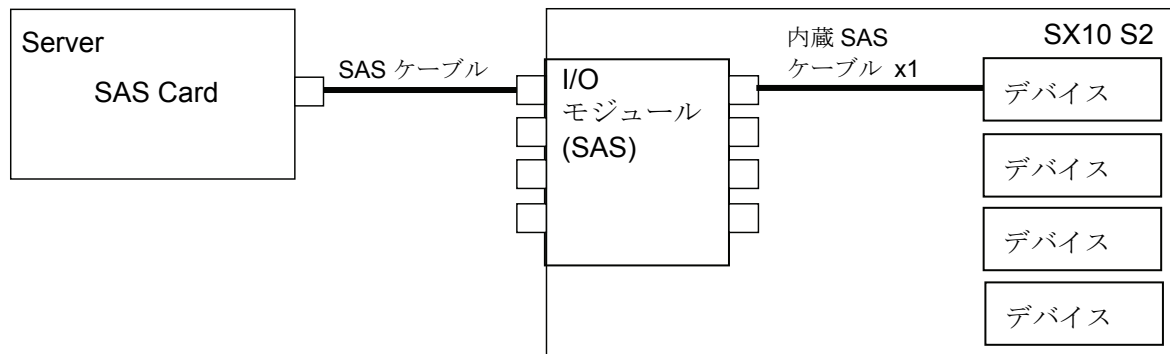 Server
SAS Card
SAS ケーブル
I/O
モジュール
(SAS)
内蔵 SAS
ケーブル x1
SX10 S2
デバイス
デバイス
デバイス
デバイス